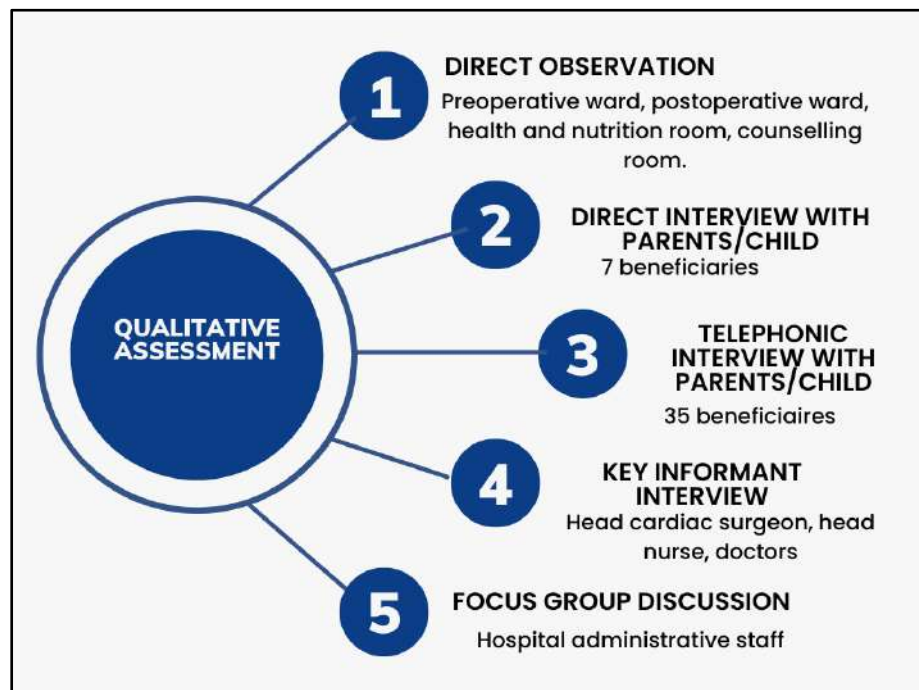 QUALITATIVE
ASSESSMENT
1
DIRECT OBSERVATION
Preoperative ward, postoperative ward,
health and nutrition room, counselling
room.
2
DIRECT INTERVIEW WITH
PARENTS/CHILD
7 beneficiaries
3
TELEPHONIC
INTERVIEW WITH
PARENTS/CHILD
35 beneficiaires
4
KEY INFORMANT
INTERVIEW
Head cardiac surgeon, head
nurse, doctors
5
FOCUS GROUP DISCUSSION
Hospital administrative staff